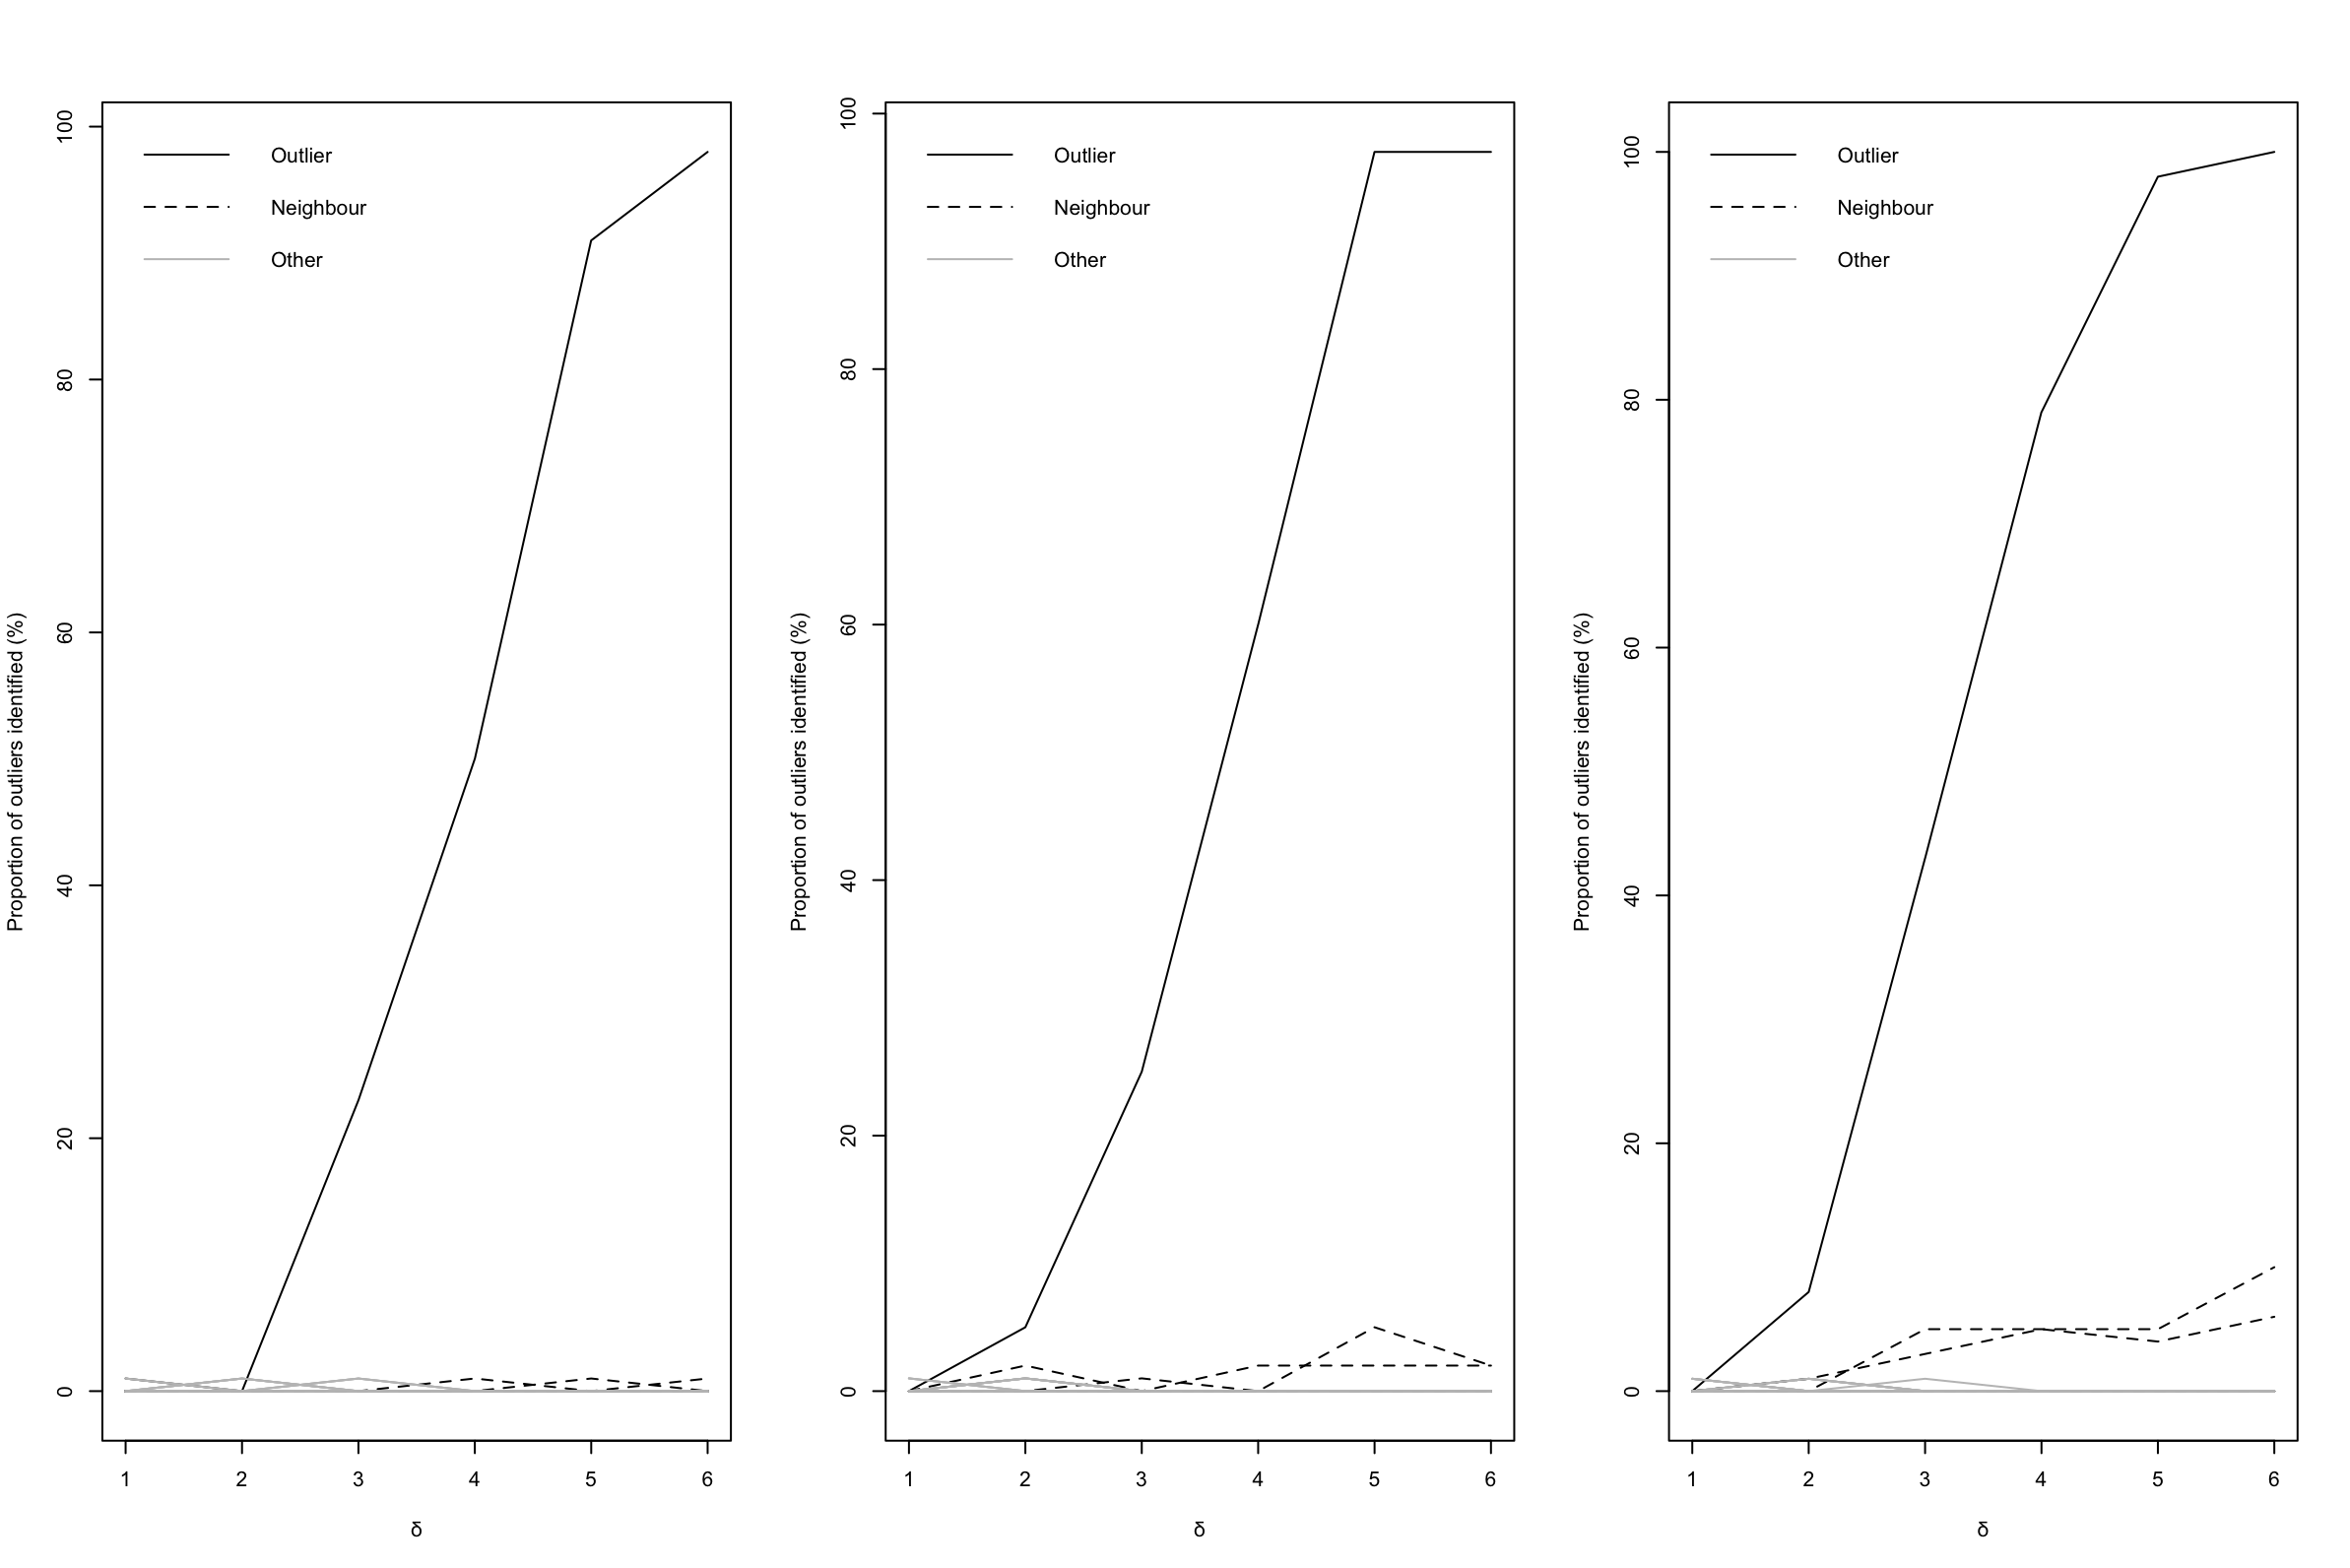 Proportion of outliers identified (%)
100
80
60
40
20
0
Outlier
Neighbour
Other
1 2 3 4 5 6
δ
Proportion of outliers identified (%)
100
80
60
40
20
0
Outlier
Neighbour
Other
1 2 3 4 5 6
δ
Proportion of outliers identified (%)
100
80
60
40
20
0
Outlier
Neighbour
Other
1 2 3 4 5 6
δ